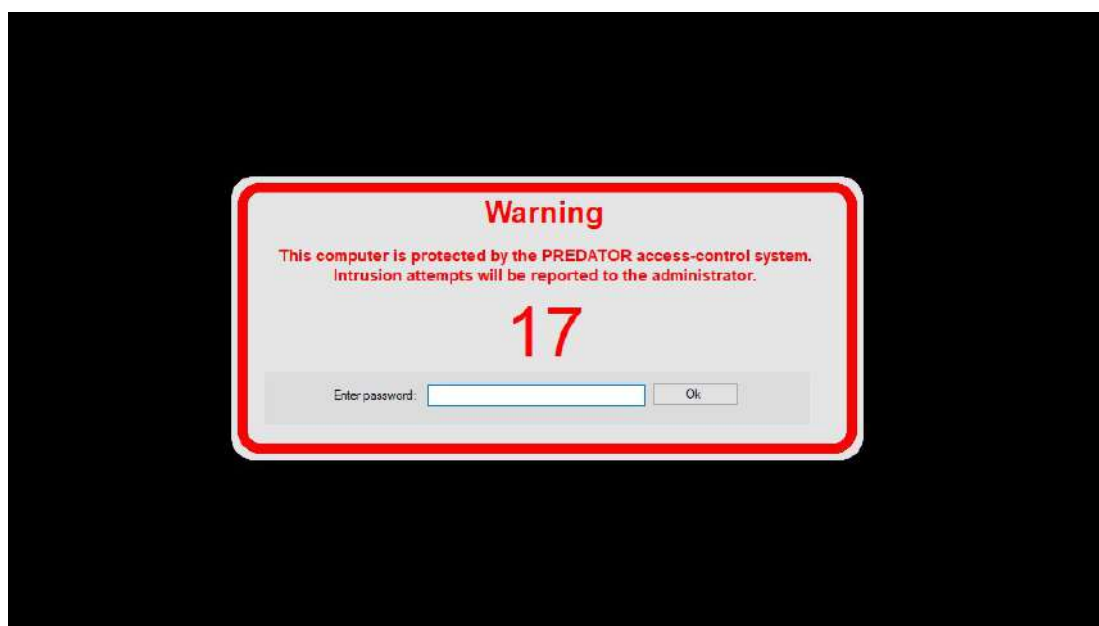 Warning
This computer is protected by the PREDATOR access-control system.
Intrusion attempts will be reported to the administrator.
17
Enter password: Ok